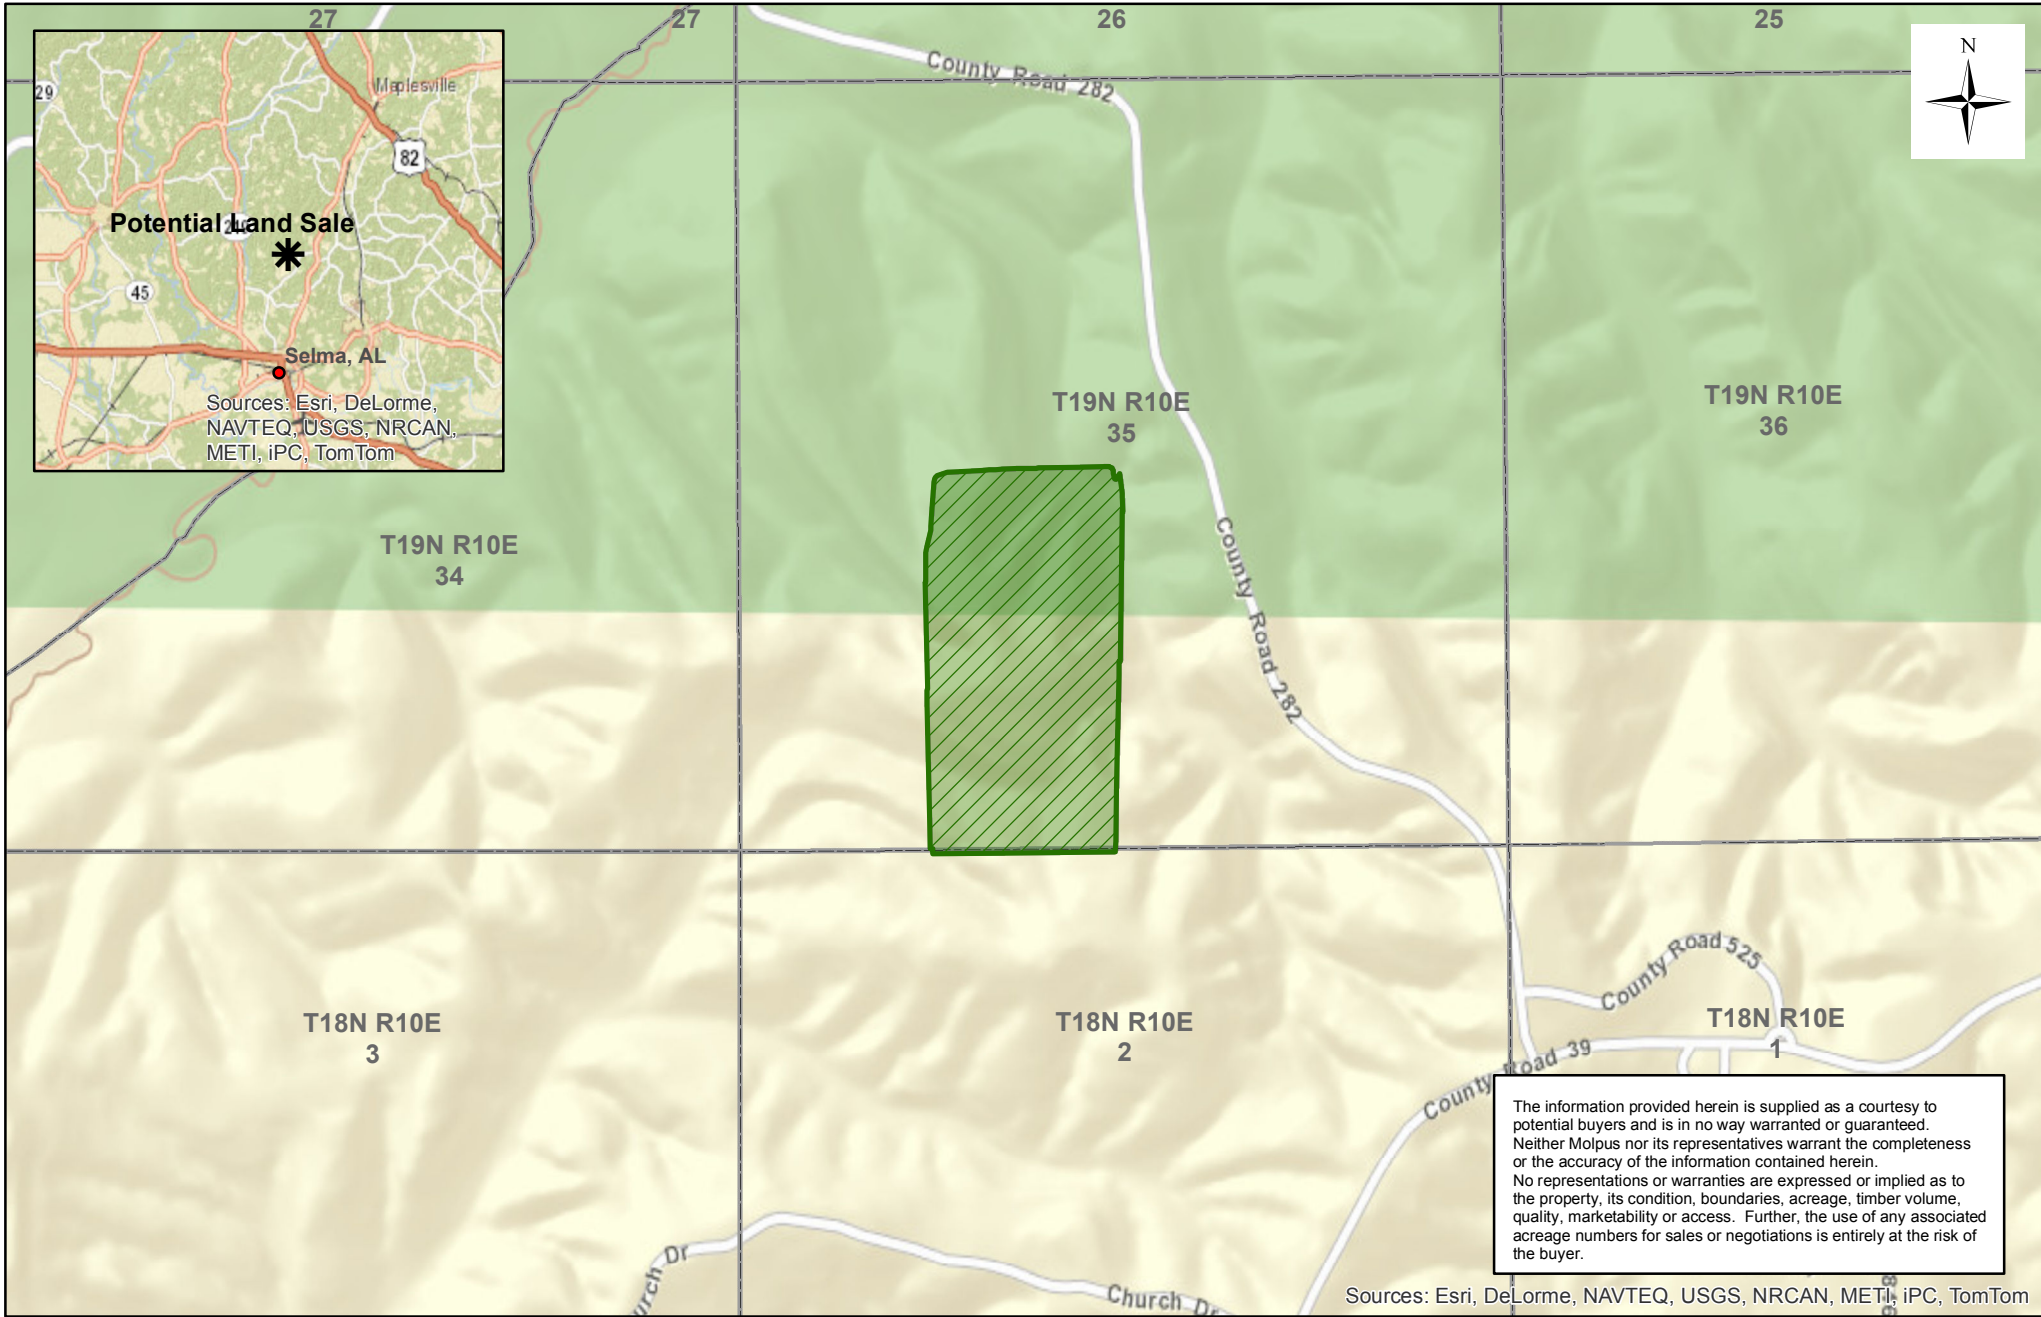 27
27
26
25
N
County Road 282
29
Maplesville
82
Potential Land Sale
45
Selma, AL
Sources: Esri, DeLorme,
NAVTEQ, USGS, NRCAN,
METI, iPC, TomTom
T19N R10E
35
T19N R10E
36
T19N R10E
34
County Road 282
County Road 525
T18N R10E
3
T18N R10E
2
T18N R10E
1
County Road 39
The information provided herein is supplied as a courtesy to
potential buyers and is in no way warranted or guaranteed.
Neither Molpus nor its representatives warrant the completeness
or the accuracy of the information contained herein.
No representations or warranties are expressed or implied as to
the property, its condition, boundaries, acreage, timber volume,
quality, marketability or access. Further, the use of any associated
acreage numbers for sales or negotiations is entirely at the risk of
the buyer.
urch Dr
Church Dr
Sources: Esri, DeLorme, NAVTEQ, USGS, NRCAN, METI, iPC, TomTom